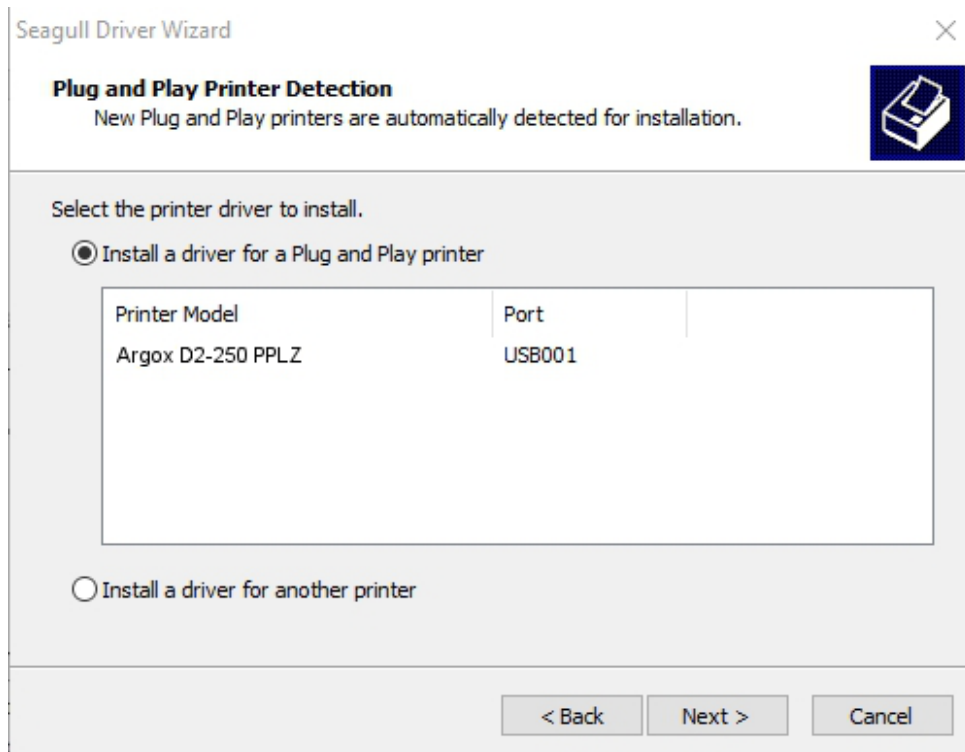 Seagull Driver Wizard
Plug and Play Printer Detection
New Plug and Play printers are automatically detected for installation.
Select the printer driver to install.
Install a driver for a Plug and Play printer
Printer Model Port
Argox D2-250 PPLZ USB001
Install a driver for another printer
< Back Next > Cancel